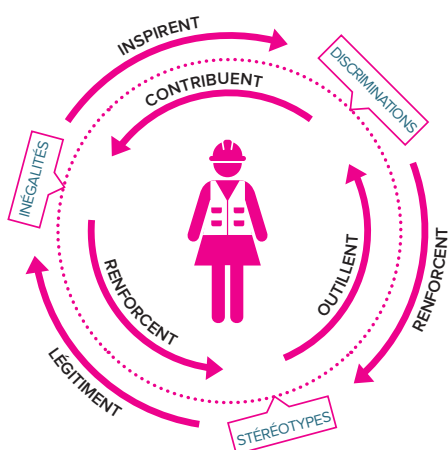 INSPIRENT
DISCRIMINATIONS
CONTRIBUENT
INÉGALITÉS
RENFORCENT
OUTILLENT
RENFORCENT
LÉGITIMENT
STÉRÉOTYPES